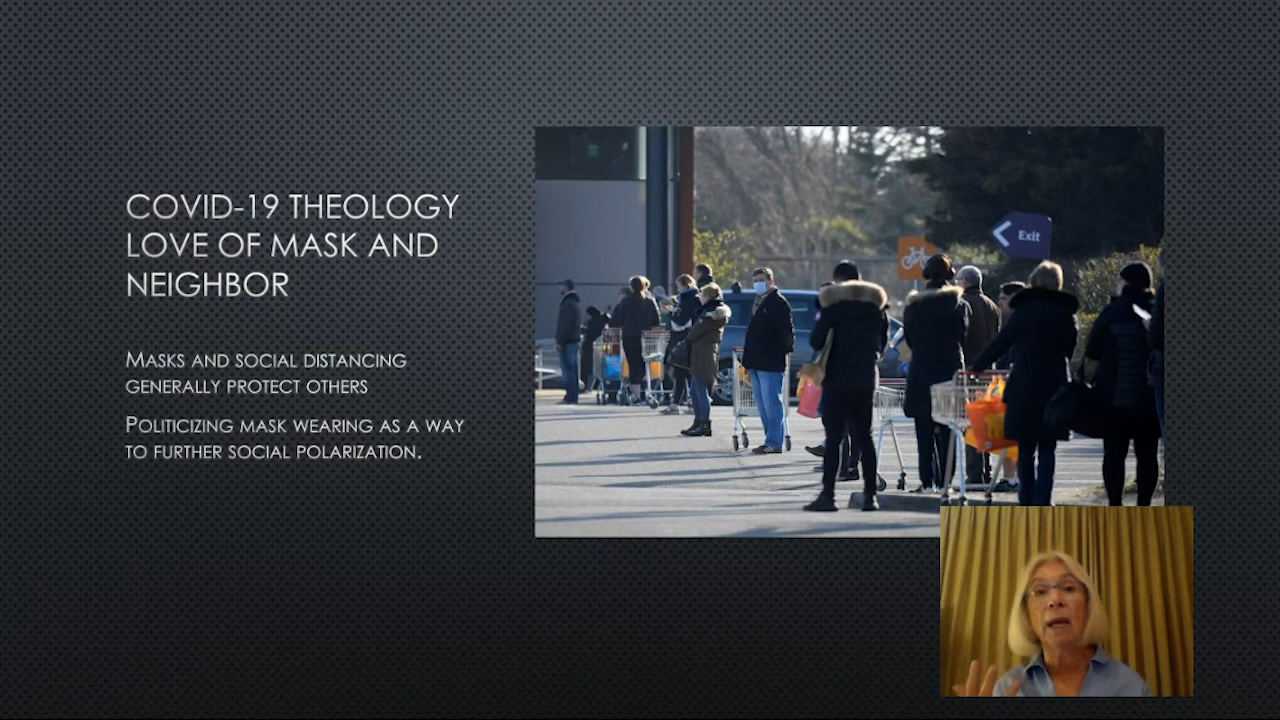 COVID-19 THEOLOGY
LOVE OF MASK AND
NEIGHBOR
MASKS AND SOCIAL DISTANCING
GENERALLY PROTECT OTHERS
POLITICIZING MASK WEARING AS A WAY
TO FURTHER SOCIAL POLARIZATION.
Exit